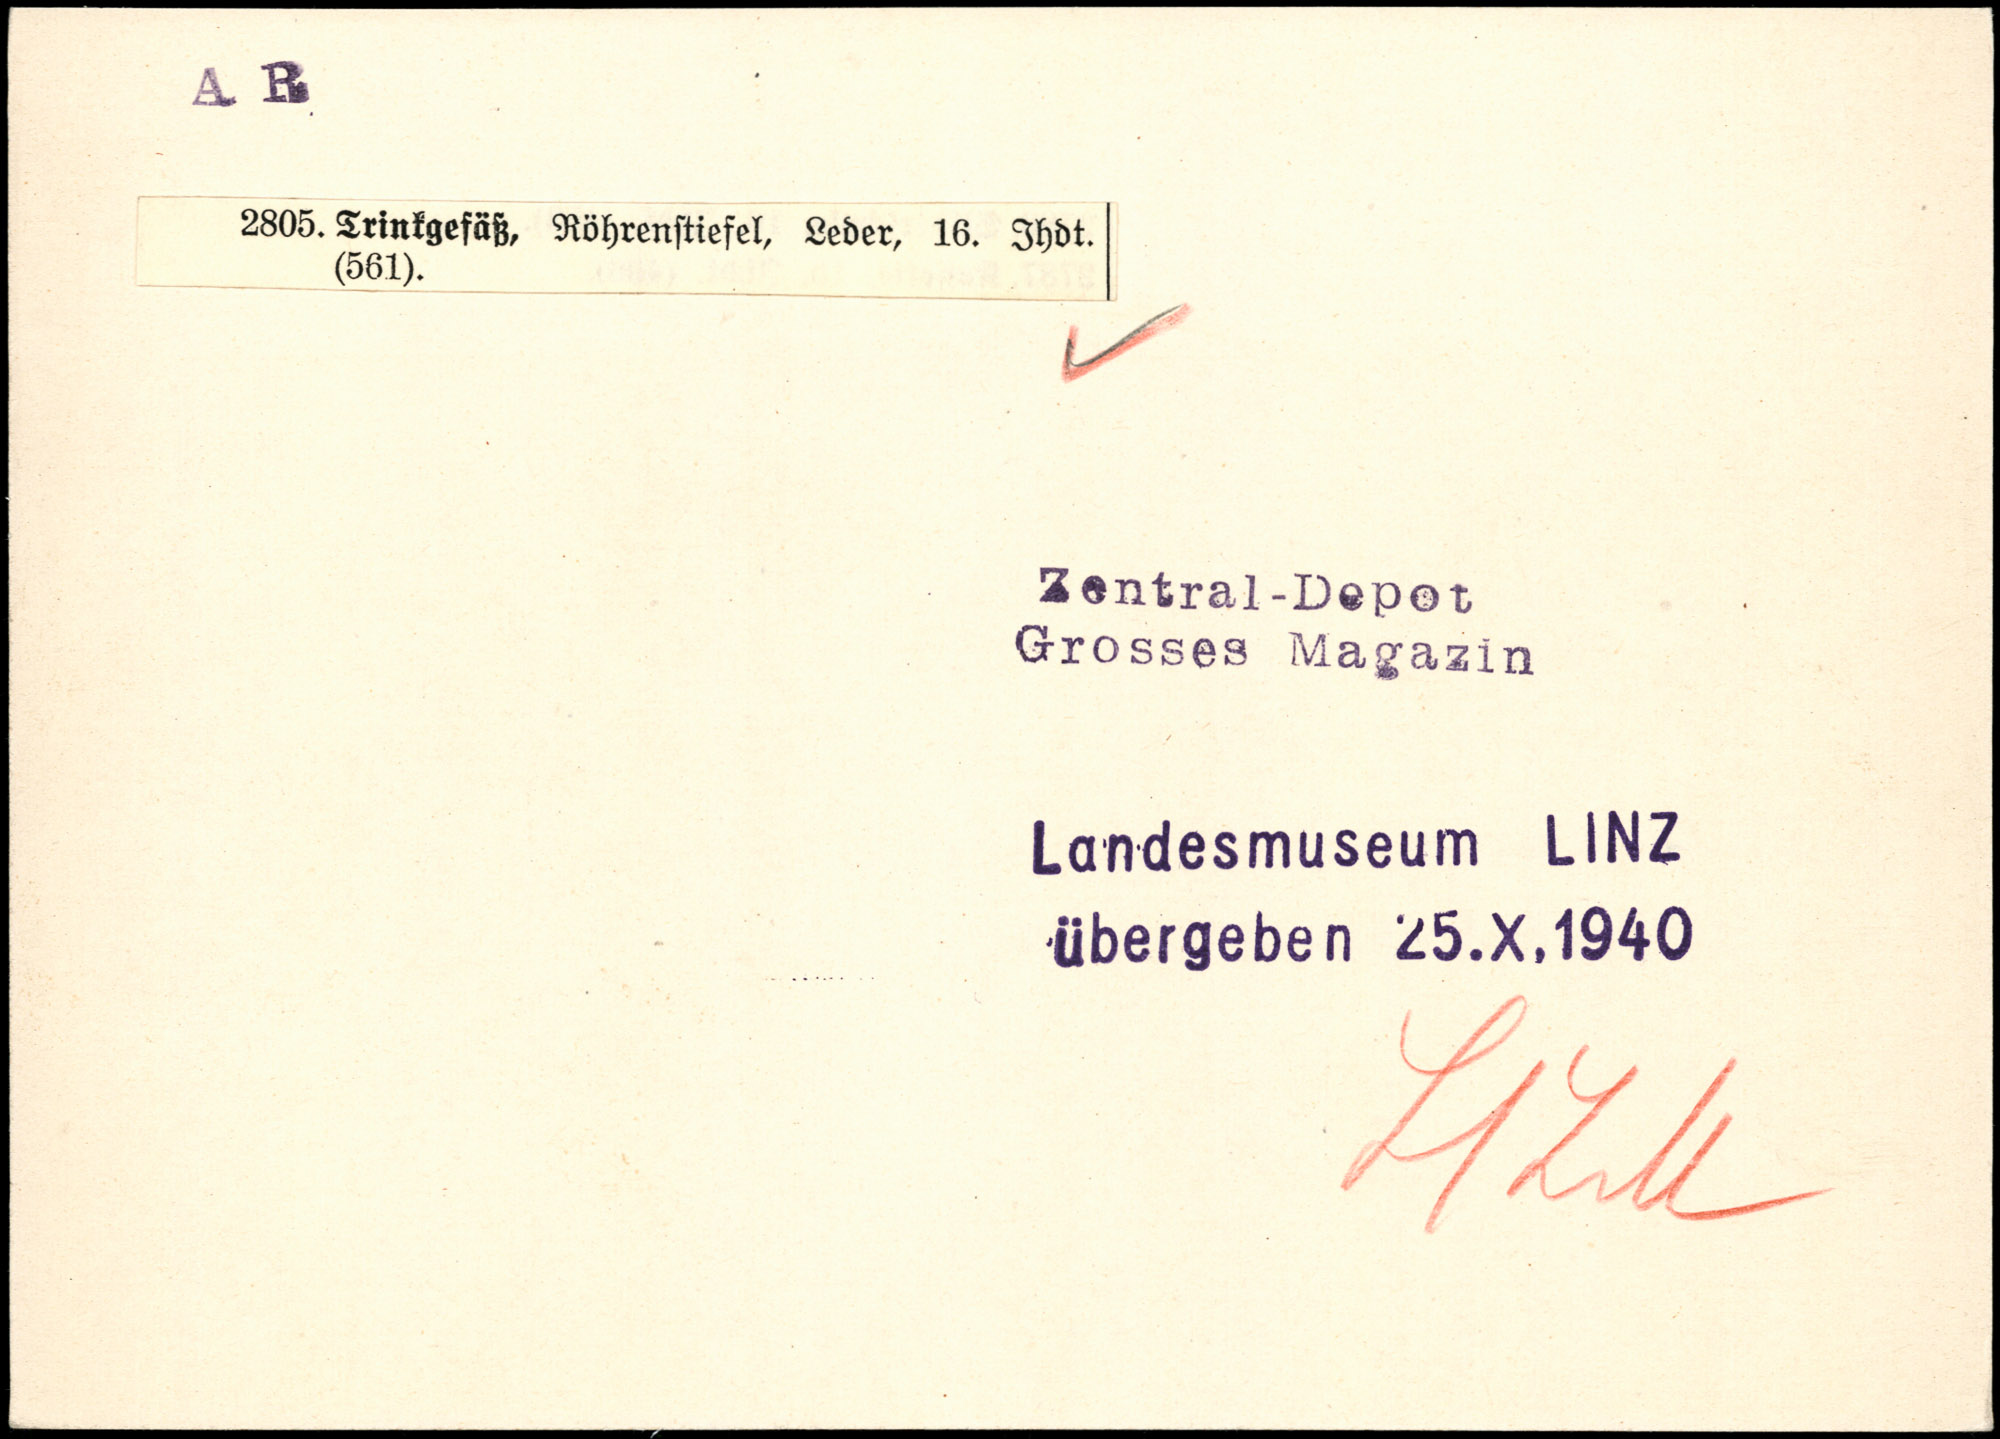 A R
2805. Trinkgefäß, Röhrenstiefel, Leder, 16. Jhdt.
(561).
Zentral-Depot
Grosses Magazin
Landesmuseum LINZ
übergeben 25.X,1940